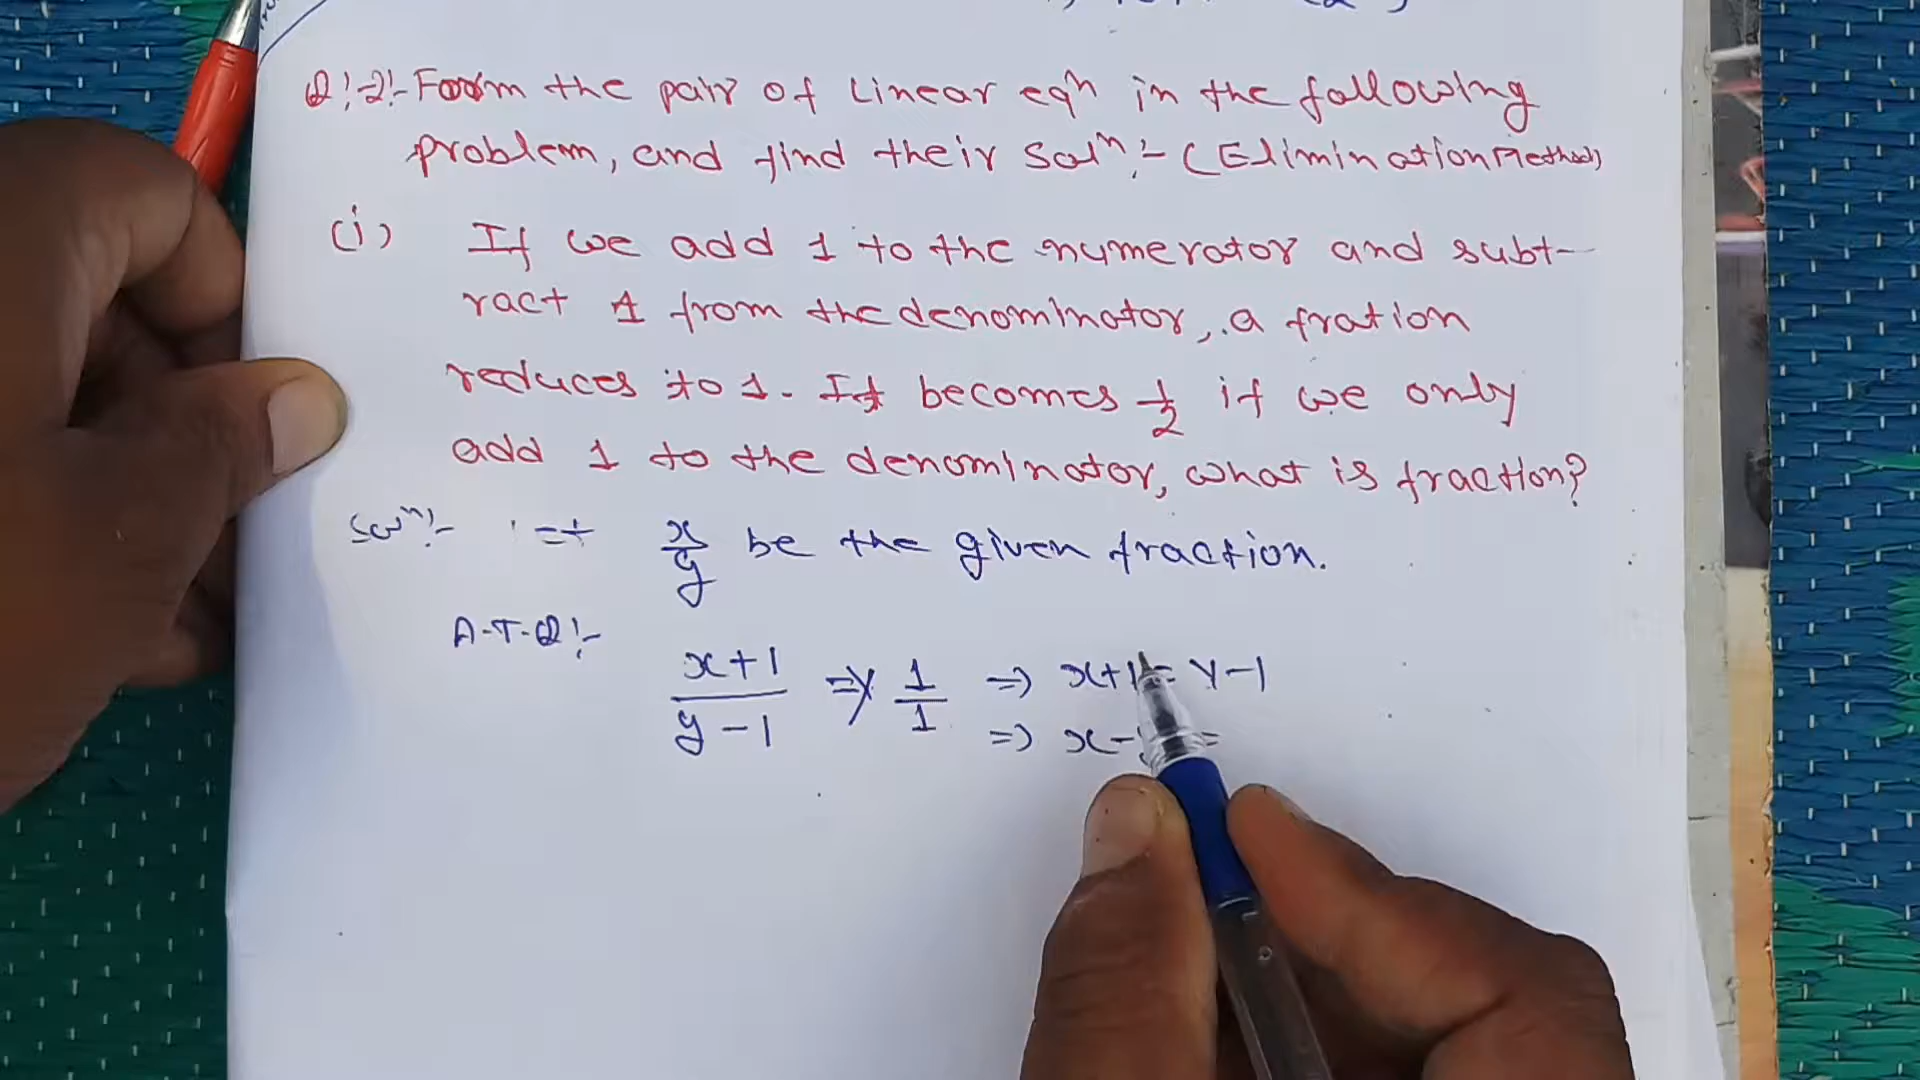 Q!-2!- Form the pair of Linear eqn in the following
problem, and find their Soln :- (Elimination Method)
(i) If we add 1 to the numerator and subt-
ract 1 from the denominator, a fration
reduces to 1. It becomes 1/2 if we only
add 1 to the denominator, what is fraction?
Soln!- x/y be the given fraction.
A-T-Q!-
x+1/y-1 => 1/1 => x+1 = y-1
=> x-